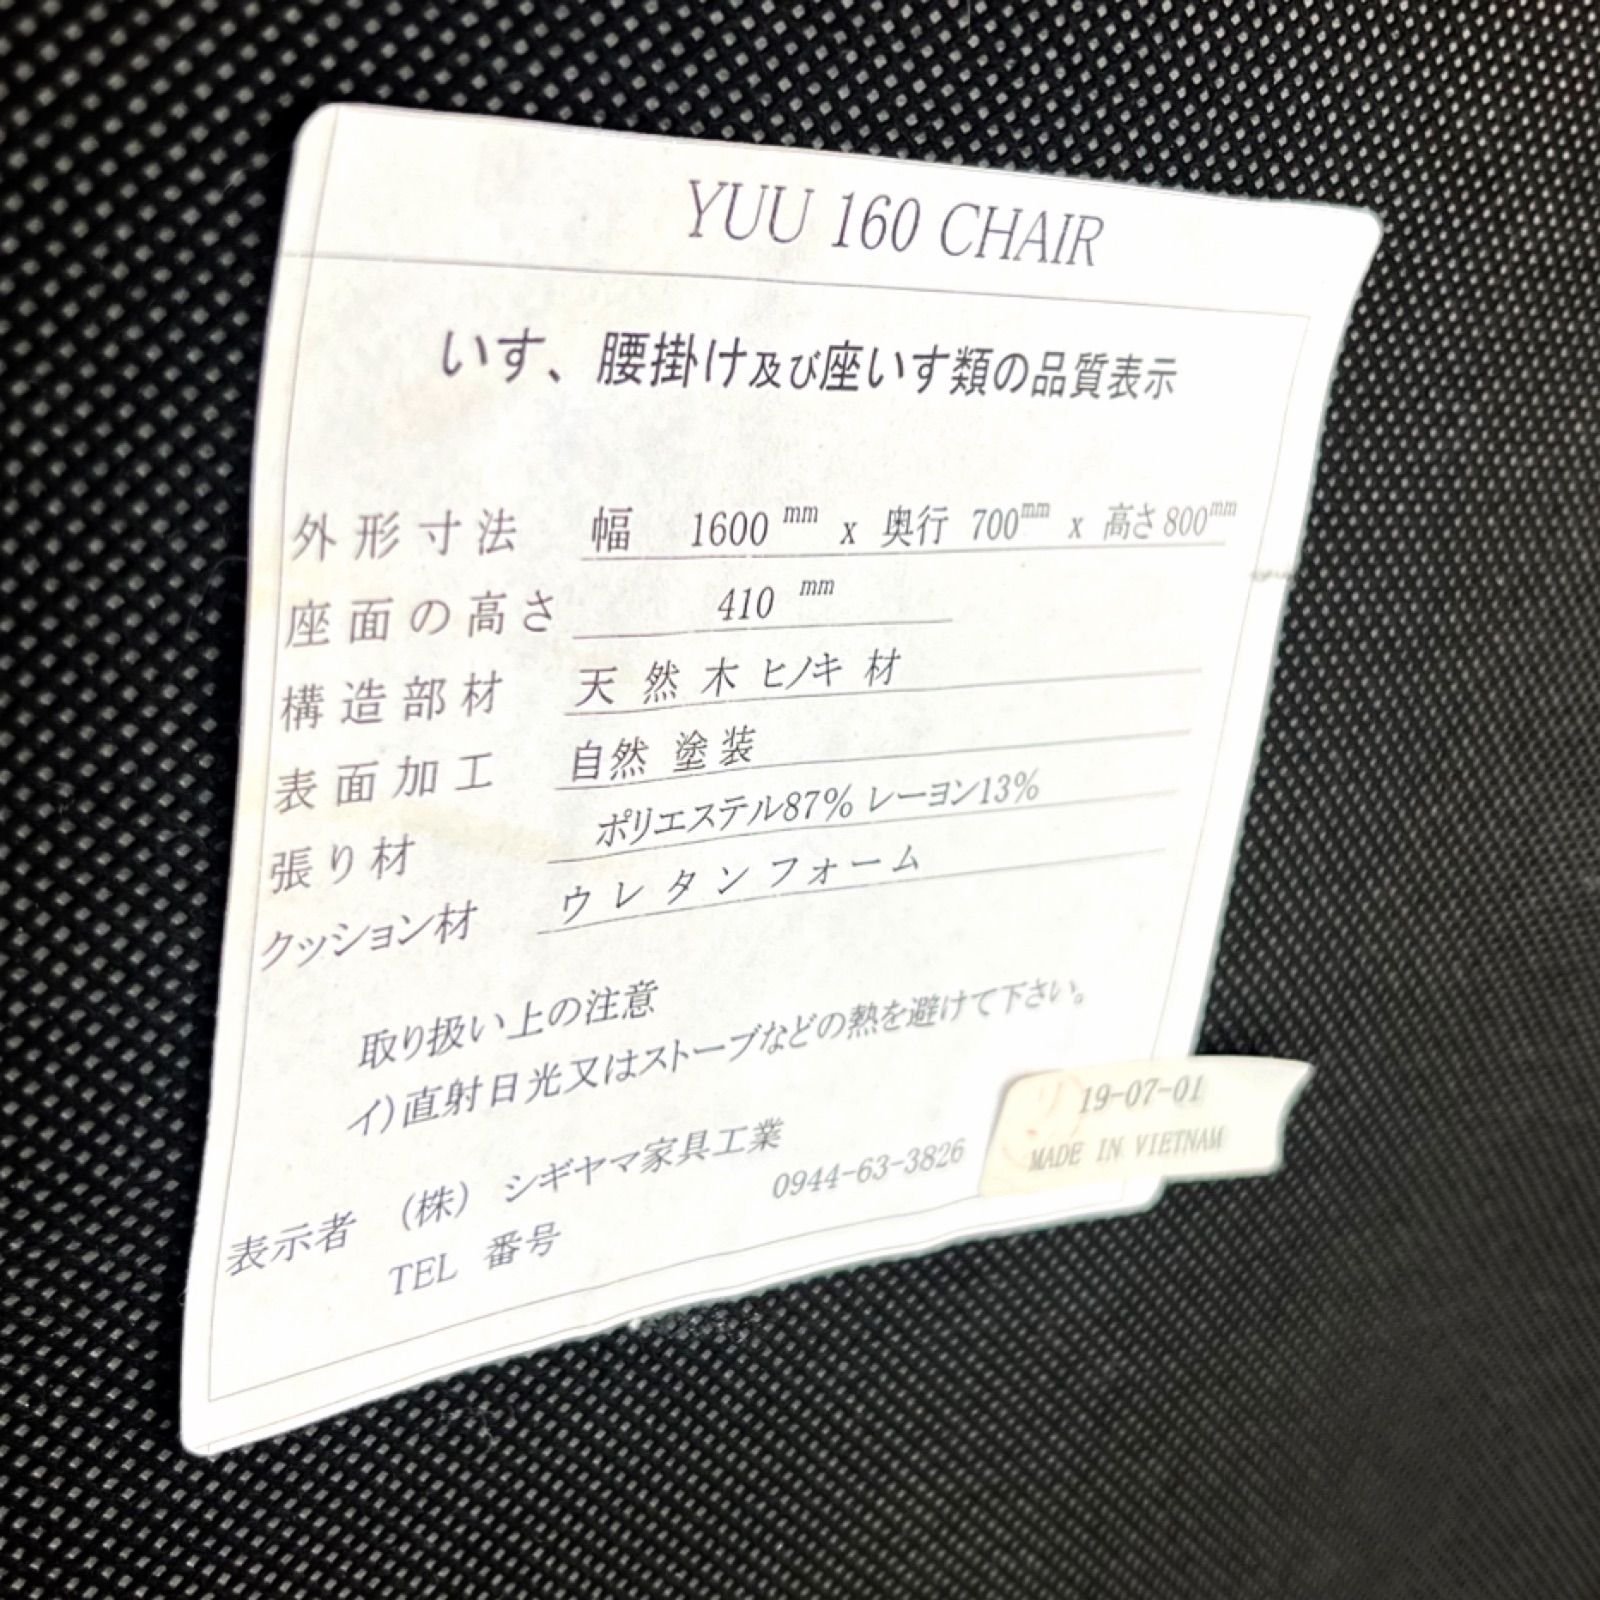 YUU 160 CHAIR
いす、腰掛け及び座いす類の品質表示
外形寸法 幅 1600mm x 奥行 700mm x 高さ800mm
座面の高さ 410 mm
構造部材 天然木ヒノキ材
表面加工 自然塗装
張り材 ポリエステル87% レーヨン13%
クッション材 ウレタンフォーム
取り扱い上の注意
イ)直射日光又はストーブなどの熱を避けて下さい。
表示者 (株) シギヤマ家具工業
TEL 番号 0944-63-3826
19-07-01
MADE IN VIETNAM